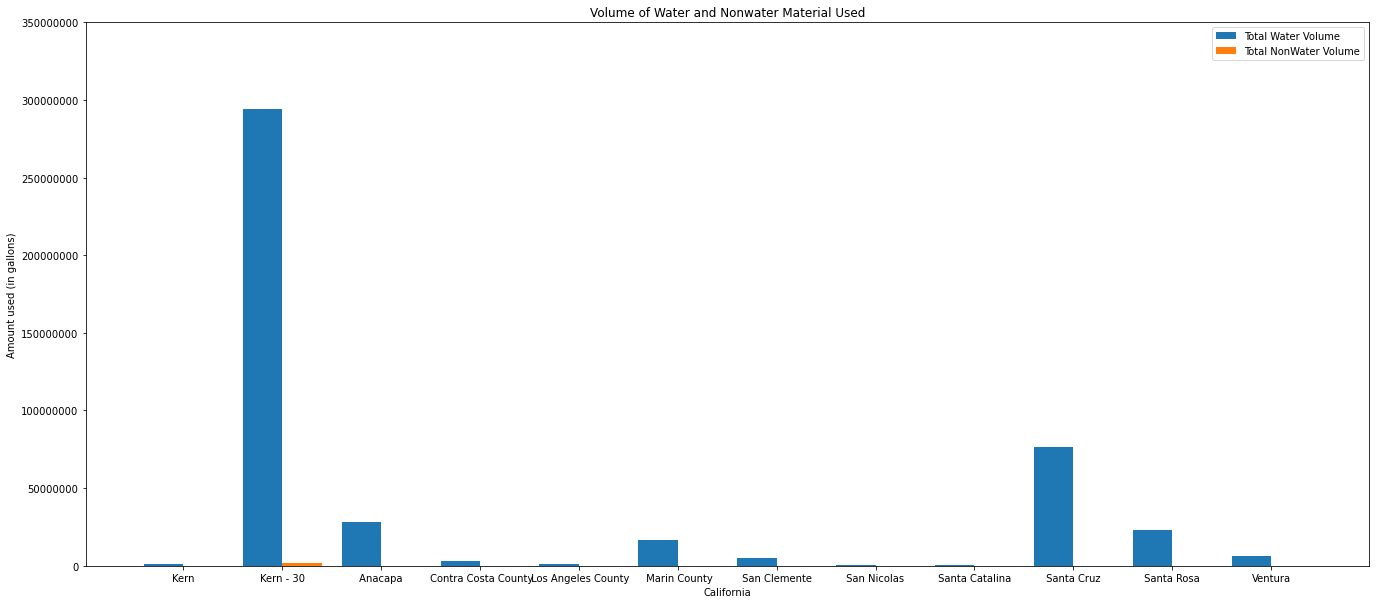 Volume of Water and Nonwater Material Used
Total Water Volume
Total NonWater Volume
350000000
300000000
250000000
200000000
150000000
100000000
50000000
0
Amount used (in gallons)
Kern Kern - 30 Anacapa Contra Costa County Los Angeles County Marin County San Clemente San Nicolas Santa Catalina Santa Cruz Santa Rosa Ventura
California